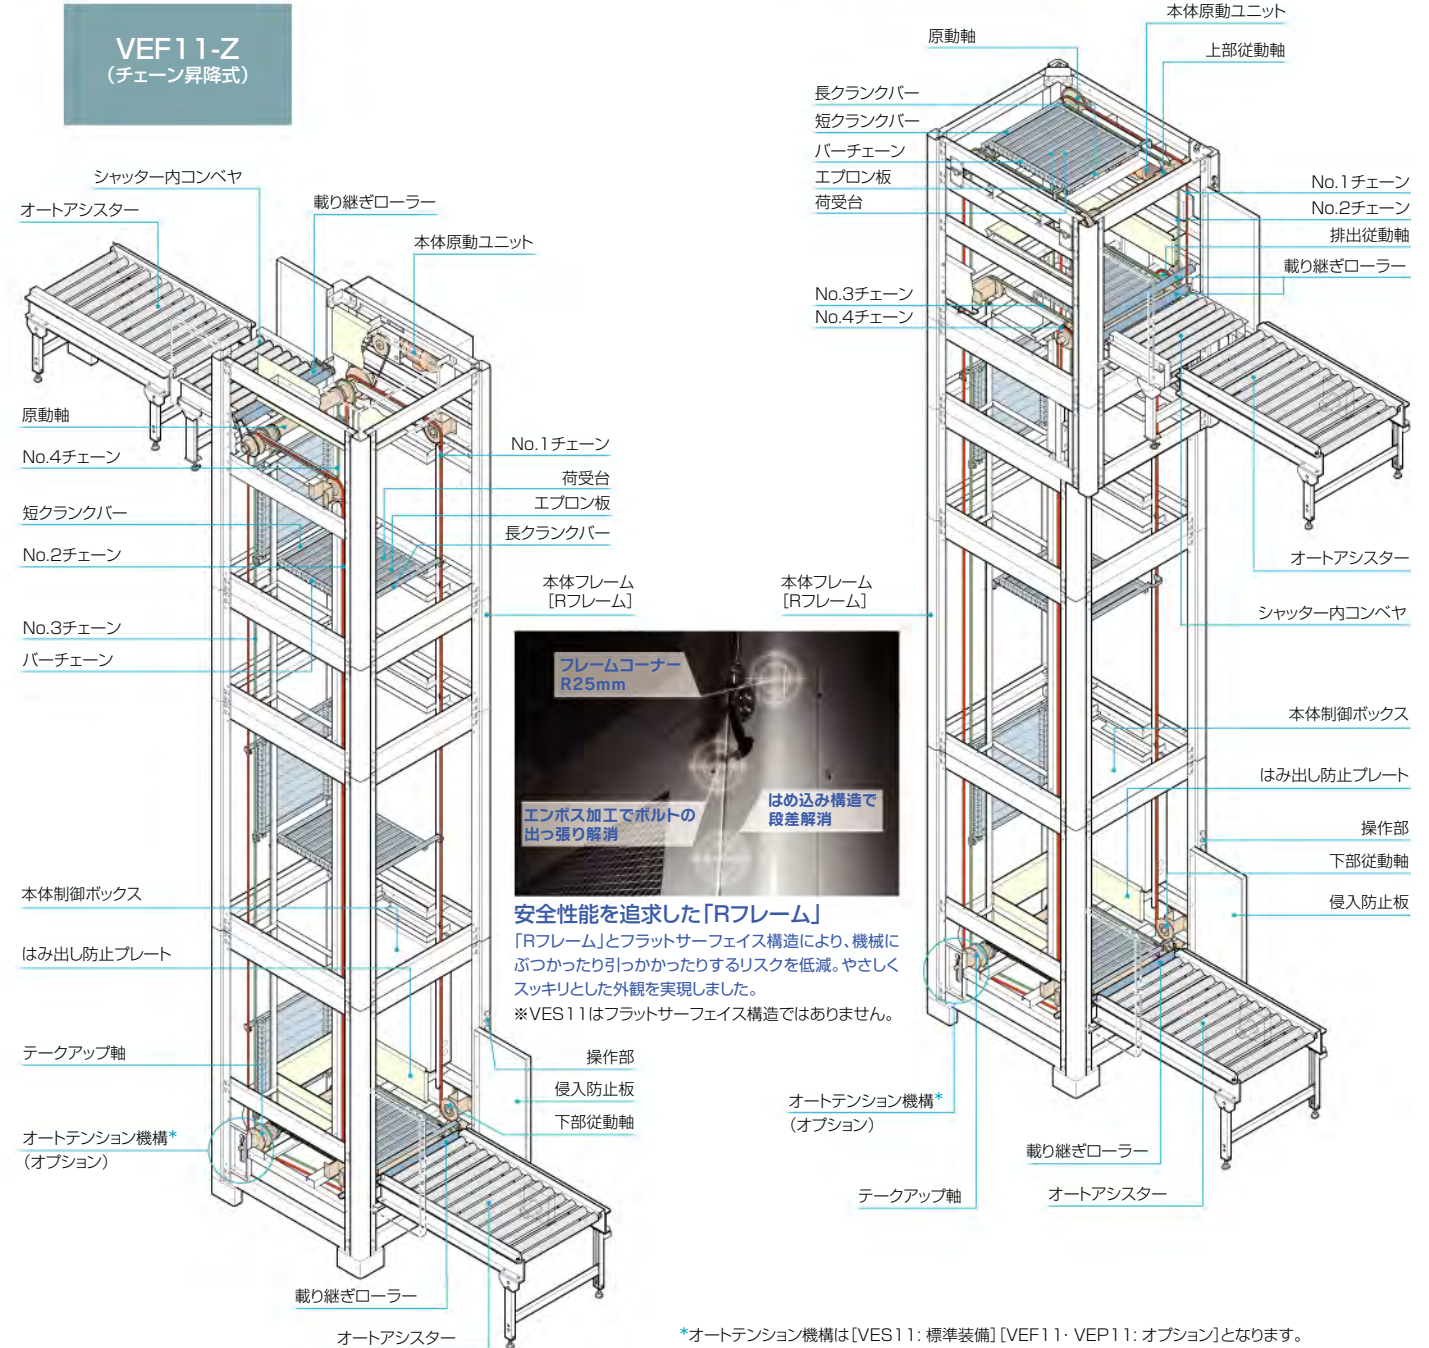 VEF11-Z
（チェーン昇降式）
シャッター内コンベヤ
オートアシスター
載り継ぎローラー
本体原動ユニット
原動軸
No.4チェーン
短クランクバー
No.2チェーン
No.3チェーン
バーチェーン
No.1チェーン
荷受台
エプロン板
長クランクバー
本体フレーム
［Rフレーム］
本体制御ボックス
はみ出し防止プレート
テークアップ軸
オートテンション機構*
（オプション）
操作部
侵入防止板
下部従動軸
載り継ぎローラー
オートアシスター
フレームコーナー
R25mm
エンボス加工でボルトの
出っ張り解消
はめ込み構造で
段差解消
安全性能を追求した「Rフレーム」
「Rフレーム」とフラットサーフェイス構造により、機械に
ぶつかったり引っかかったりするリスクを低減。やさしく
スッキリとした外観を実現しました。
※VES11はフラットサーフェイス構造ではありません。
本体原動ユニット
原動軸
上部従動軸
長クランクバー
短クランクバー
バーチェーン
エプロン板
荷受台
No.1チェーン
No.2チェーン
排出従動軸
載り継ぎローラー
No.3チェーン
No.4チェーン
オートアシスター
本体フレーム
［Rフレーム］
シャッター内コンベヤ
本体制御ボックス
はみ出し防止プレート
操作部
下部従動軸
侵入防止板
オートテンション機構*
（オプション）
載り継ぎローラー
テークアップ軸
オートアシスター
*オートテンション機構は［VES11: 標準装備］［VEF11・VEP11: オプション］となります。